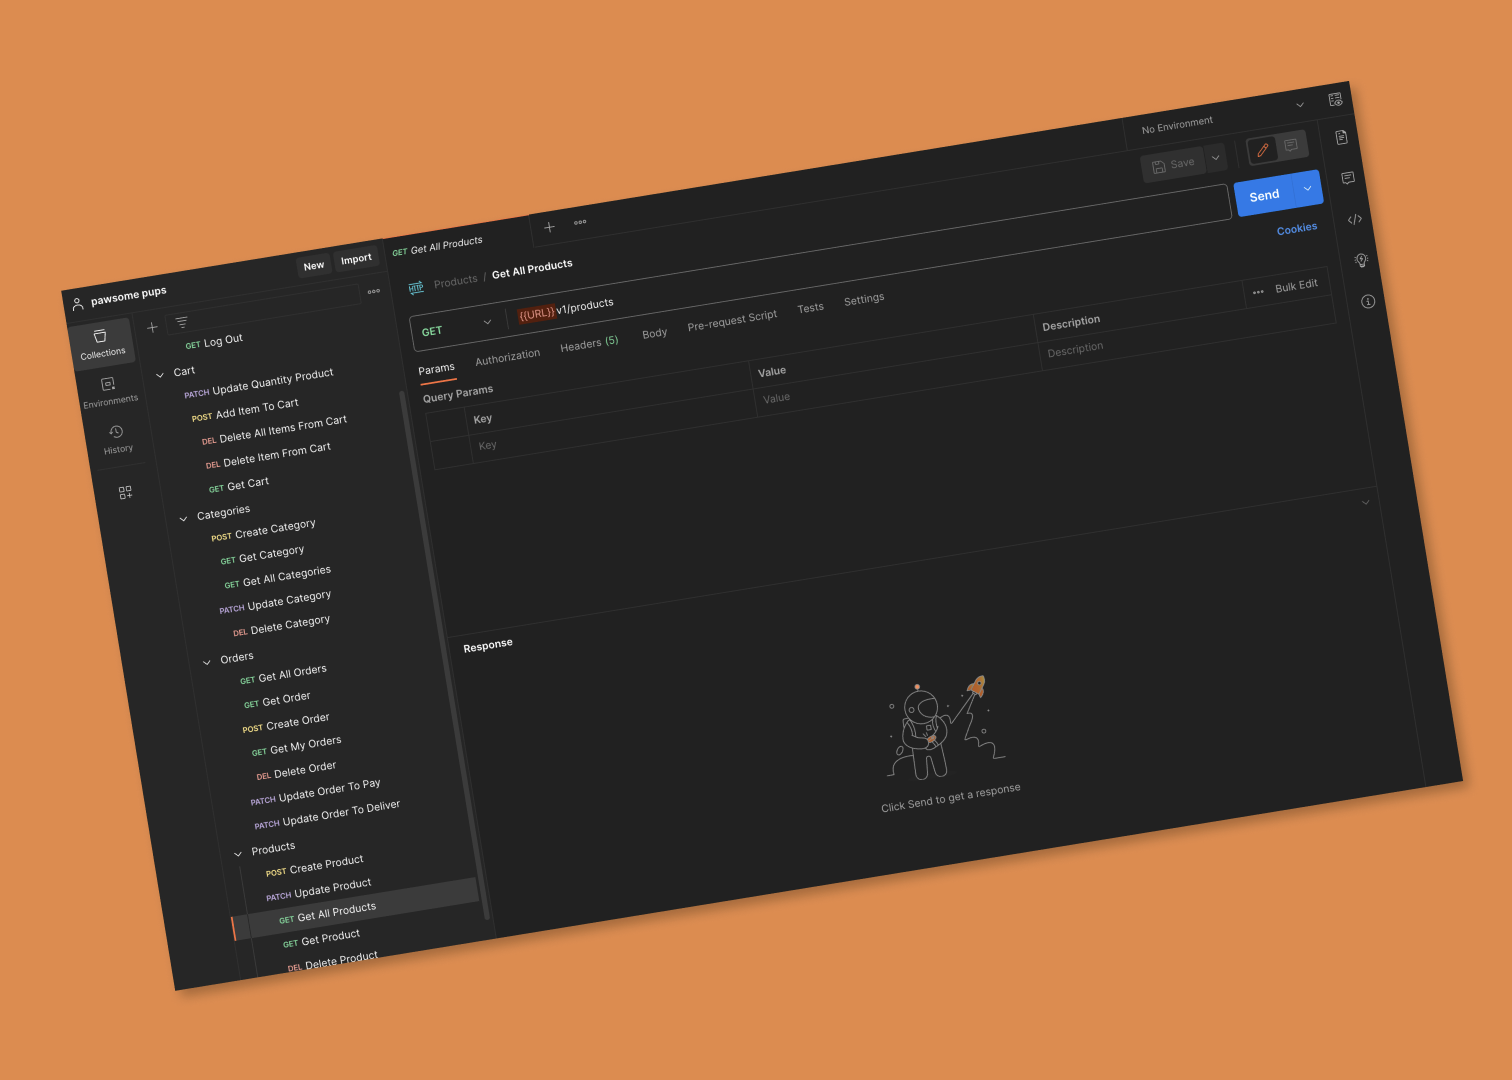 pawsome pups
New
Import
Collections
Environments
History
GET Log Out
Cart
PATCH Update Quantity Product
POST Add Item To Cart
DEL Delete All Items From Cart
DEL Delete Item From Cart
GET Get Cart
Categories
POST Create Category
GET Get Category
GET Get All Categories
PATCH Update Category
DEL Delete Category
Orders
GET Get All Orders
GET Get Order
POST Create Order
GET Get My Orders
DEL Delete Order
PATCH Update Order To Pay
PATCH Update Order To Deliver
Products
POST Create Product
PATCH Update Product
GET Get All Products
GET Get Product
DEL Delete Product
GET Get All Products
No Environment
HTTP Products / Get All Products
Save
GET {{URL}}v1/products
Send
Params Authorization Headers (5) Body Pre-request Script Tests Settings
Cookies
Query Params
Key Value Description Bulk Edit
Key Value Description
Response
Click Send to get a response